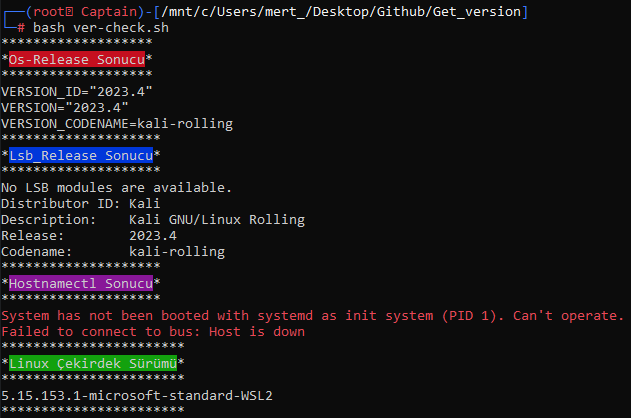 ┌──(root㉿ Captain)-[/mnt/c/Users/mert_/Desktop/Github/Get_version]
└─# bash ver-check.sh
*******************
*Os-Release Sonucu*
*******************
VERSION_ID="2023.4"
VERSION="2023.4"
VERSION_CODENAME=kali-rolling
********************
*Lsb_Release Sonucu*
********************
No LSB modules are available.
Distributor ID: Kali
Description:    Kali GNU/Linux Rolling
Release:        2023.4
Codename:       kali-rolling
********************
*Hostnamectl Sonucu*
********************
System has not been booted with systemd as init system (PID 1). Can't operate.
Failed to connect to bus: Host is down
***********************
*Linux Çekirdek Sürümü*
***********************
5.15.153.1-microsoft-standard-WSL2
***********************